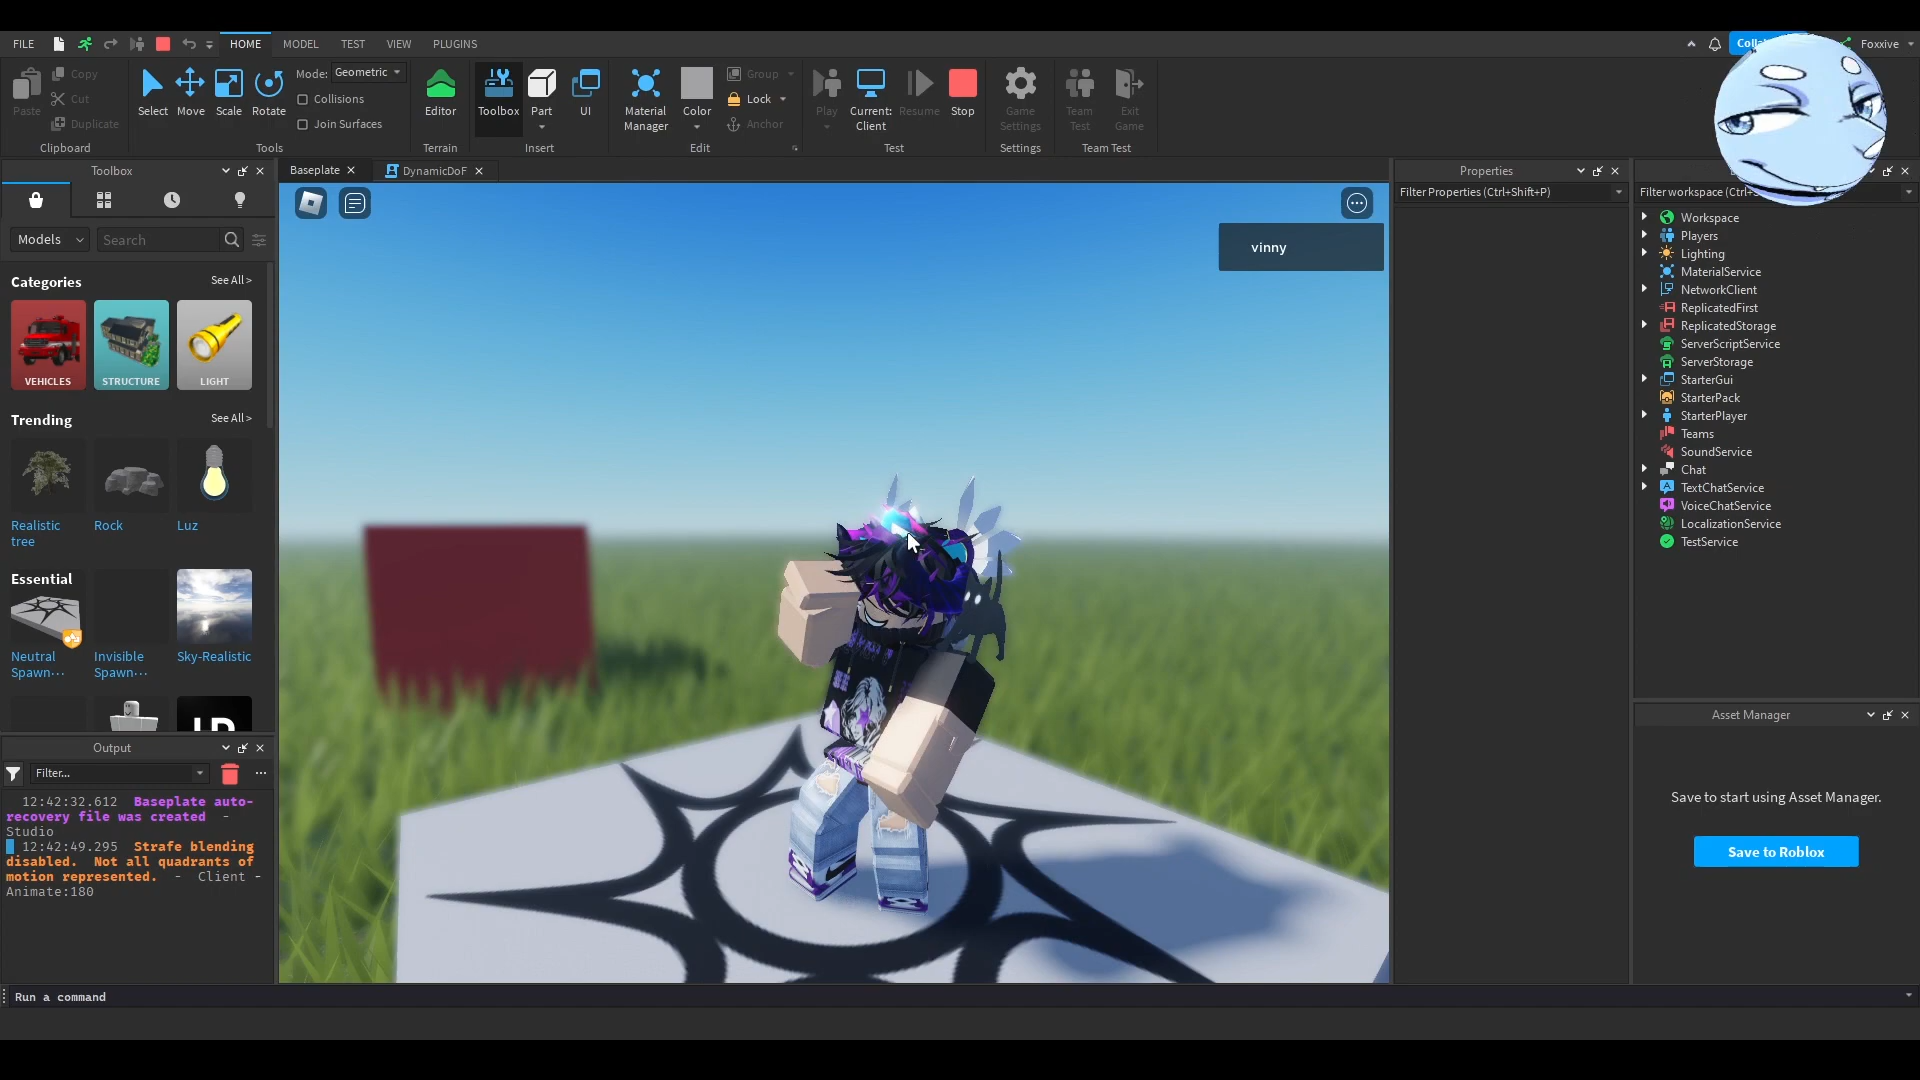 FILE
HOME
MODEL
TEST
VIEW
PLUGINS
Foxxive
Paste
Copy
Cut
Duplicate
Clipboard
Select
Move
Scale
Rotate
Mode:
Geometric
Collisions
Join Surfaces
Tools
Editor
Terrain
Toolbox
Part
UI
Insert
Material
Manager
Color
Group
Lock
Anchor
Edit
Play
Current:
Client
Resume
Stop
Test
Game
Settings
Settings
Team
Test
Exit
Game
Team Test
Toolbox
Models
Search
Categories
See All >
VEHICLES
STRUCTURE
LIGHT
Trending
See All >
Realistic
tree
Rock
Luz
Essential
Neutral
Spawn···
Invisible
Spawn···
Sky-Realistic
Output
Filter...
12:42:32.612 Baseplate auto-
recovery file was created -
Studio
12:42:49.295 Strafe blending
disabled. Not all quadrants of
motion represented. - Client -
Animate:180
Baseplate
DynamicDoF
vinny
Properties
Filter Properties (Ctrl+Shift+P)
Filter workspace
Workspace
Players
Lighting
MaterialService
NetworkClient
ReplicatedFirst
ReplicatedStorage
ServerScriptService
ServerStorage
StarterGui
StarterPack
StarterPlayer
Teams
SoundService
Chat
TextChatService
VoiceChatService
LocalizationService
TestService
Asset Manager
Save to start using Asset Manager.
Save to Roblox
Run a command